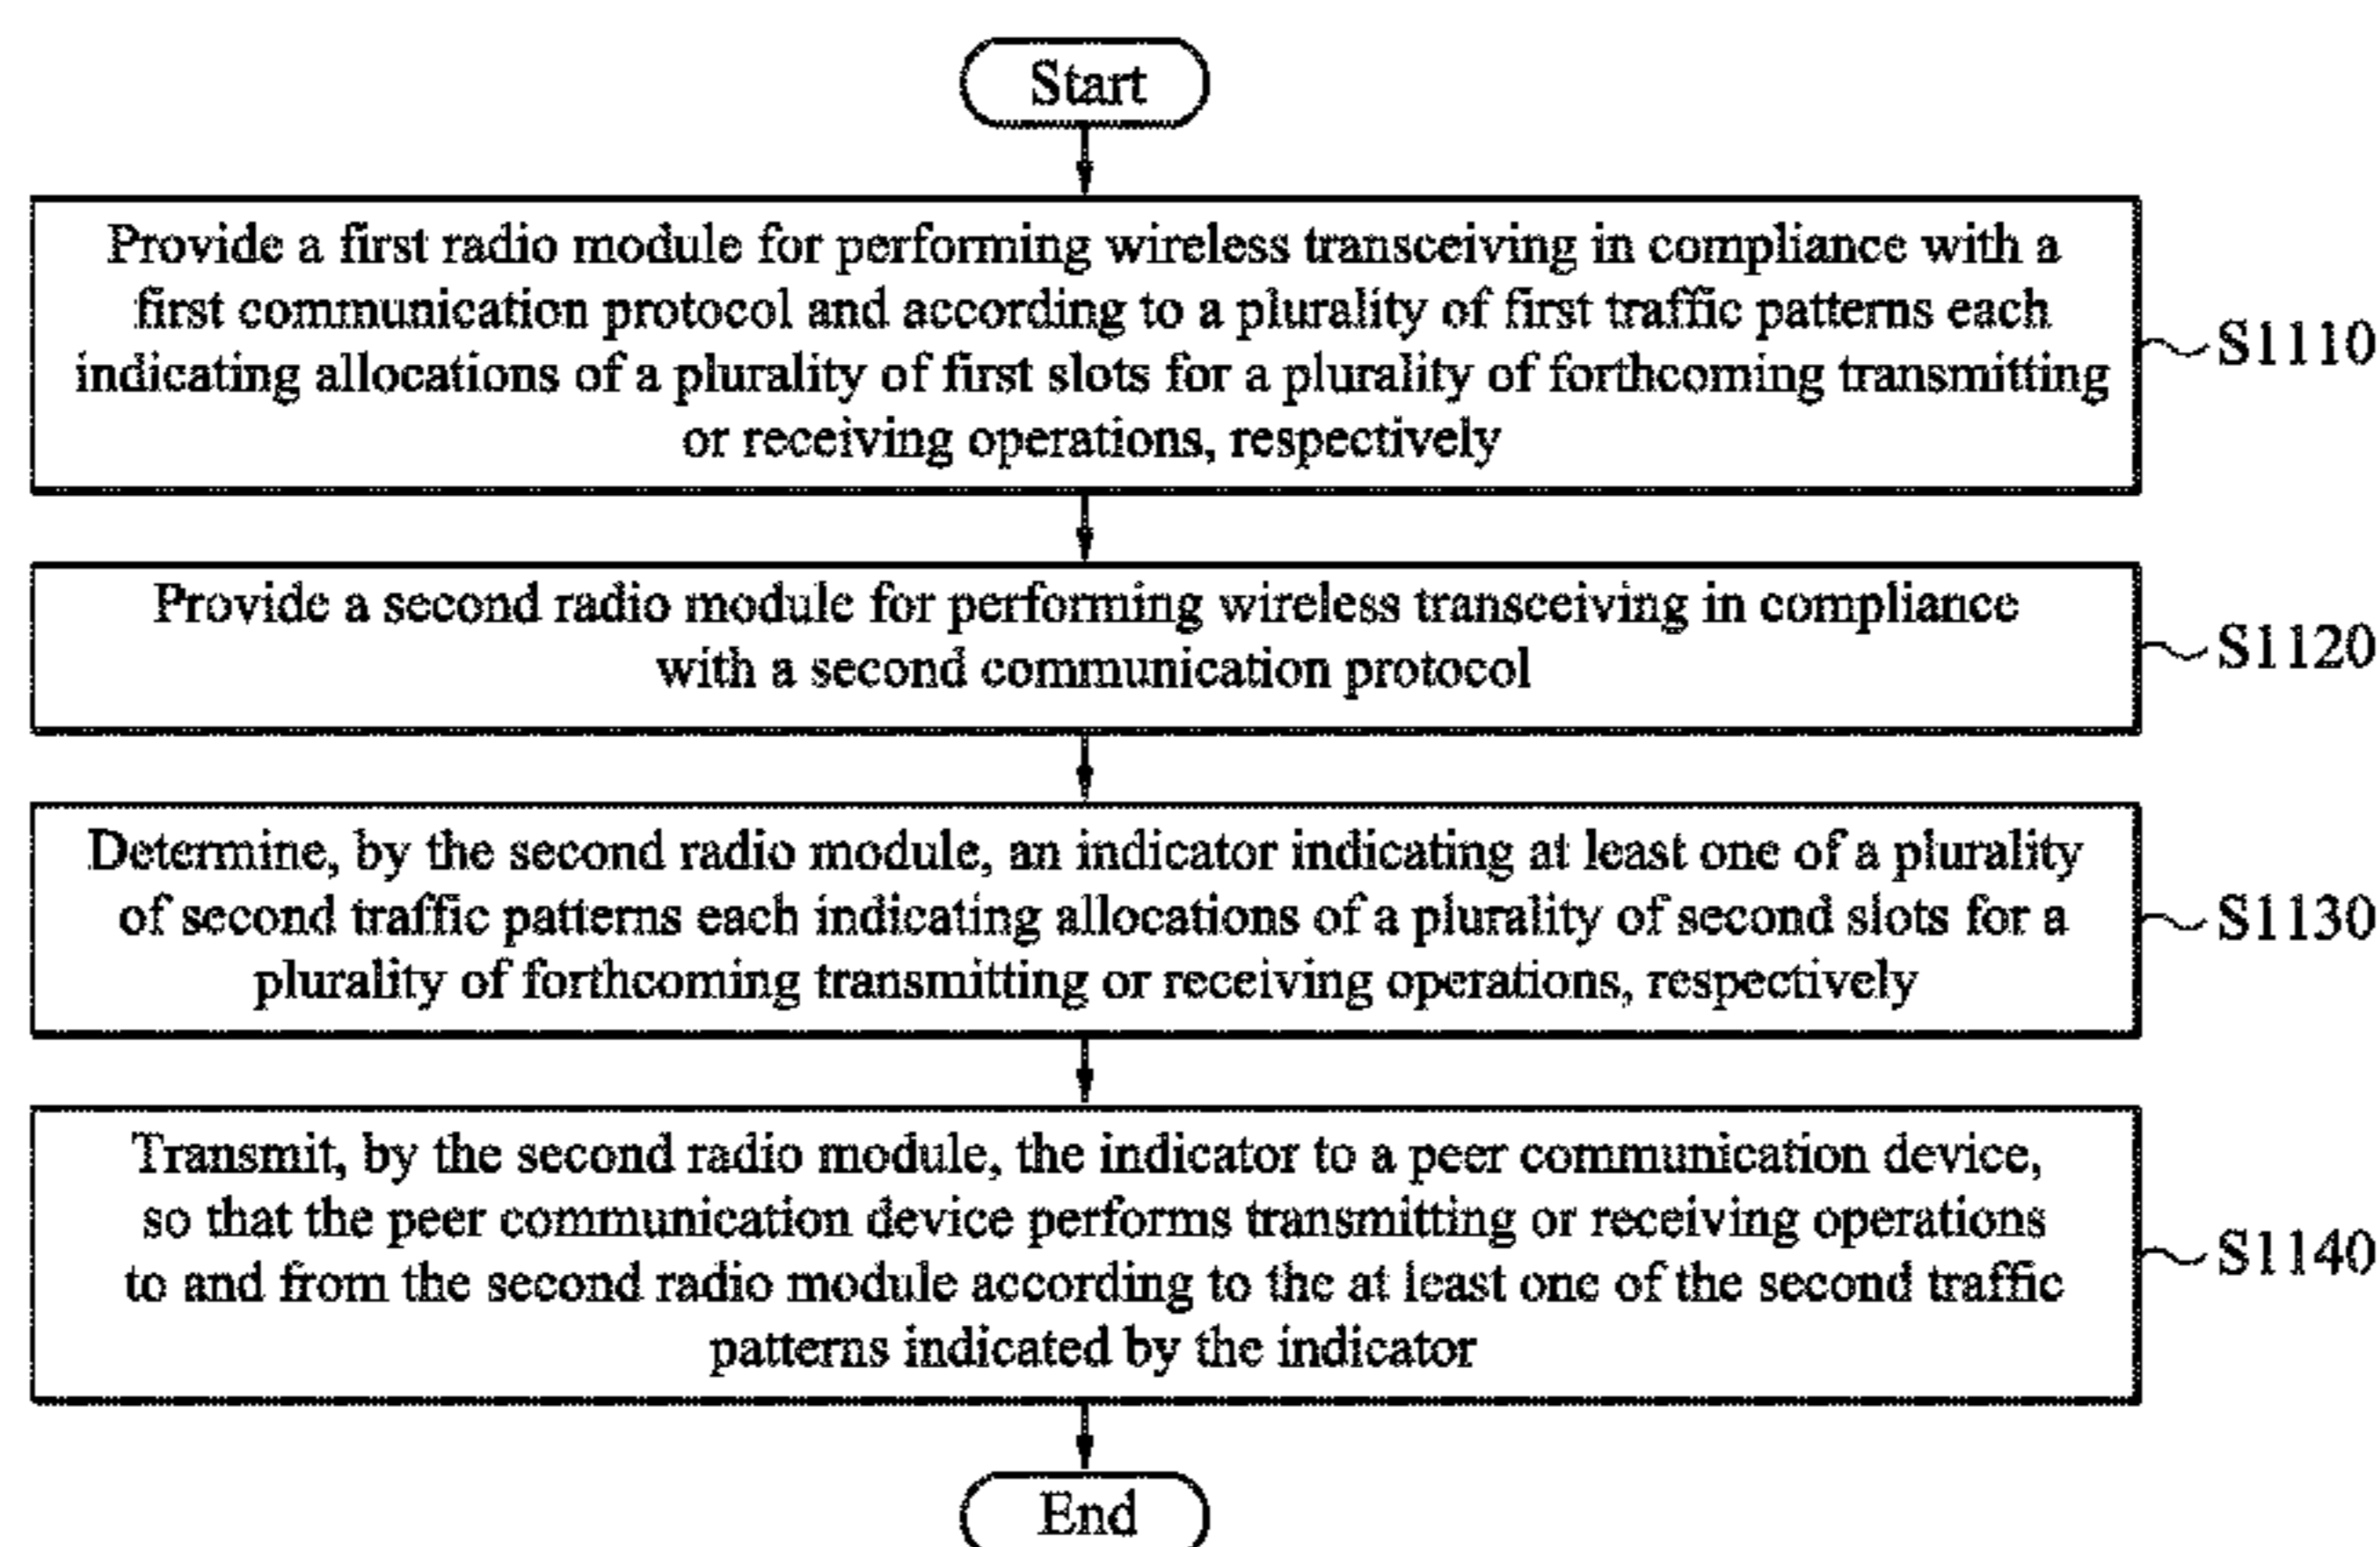 Start
Provide a first radio module for performing wireless transceiving in compliance with a
first communication protocol and according to a plurality of first traffic patterns each
indicating allocations of a plurality of first slots for a plurality of forthcoming transmitting
or receiving operations, respectively
S1110
Provide a second radio module for performing wireless transceiving in compliance
with a second communication protocol
S1120
Determine, by the second radio module, an indicator indicating at least one of a plurality
of second traffic patterns each indicating allocations of a plurality of second slots for a
plurality of forthcoming transmitting or receiving operations, respectively
S1130
Transmit, by the second radio module, the indicator to a peer communication device,
so that the peer communication device performs transmitting or receiving operations
to and from the second radio module according to the at least one of the second traffic
patterns indicated by the indicator
S1140
End